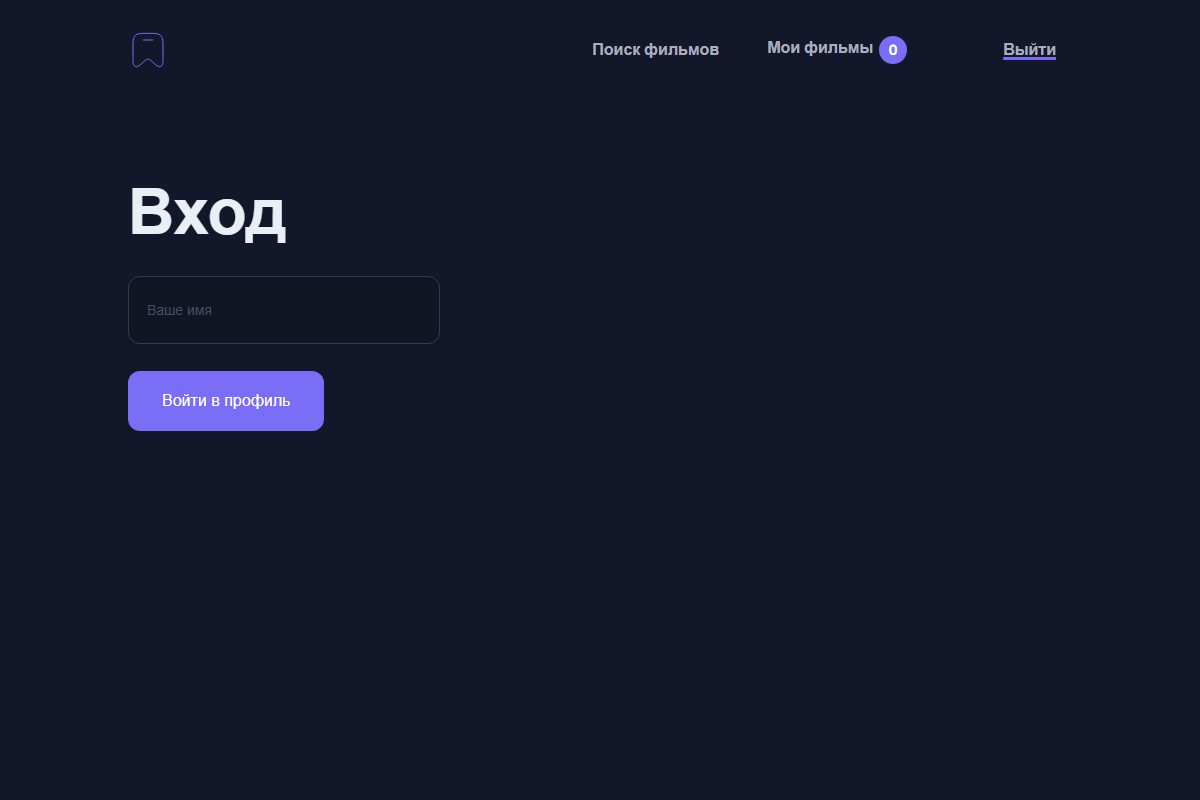 Поиск фильмов
Мои фильмы 0
Выйти
Вход
Ваше имя
Войти в профиль